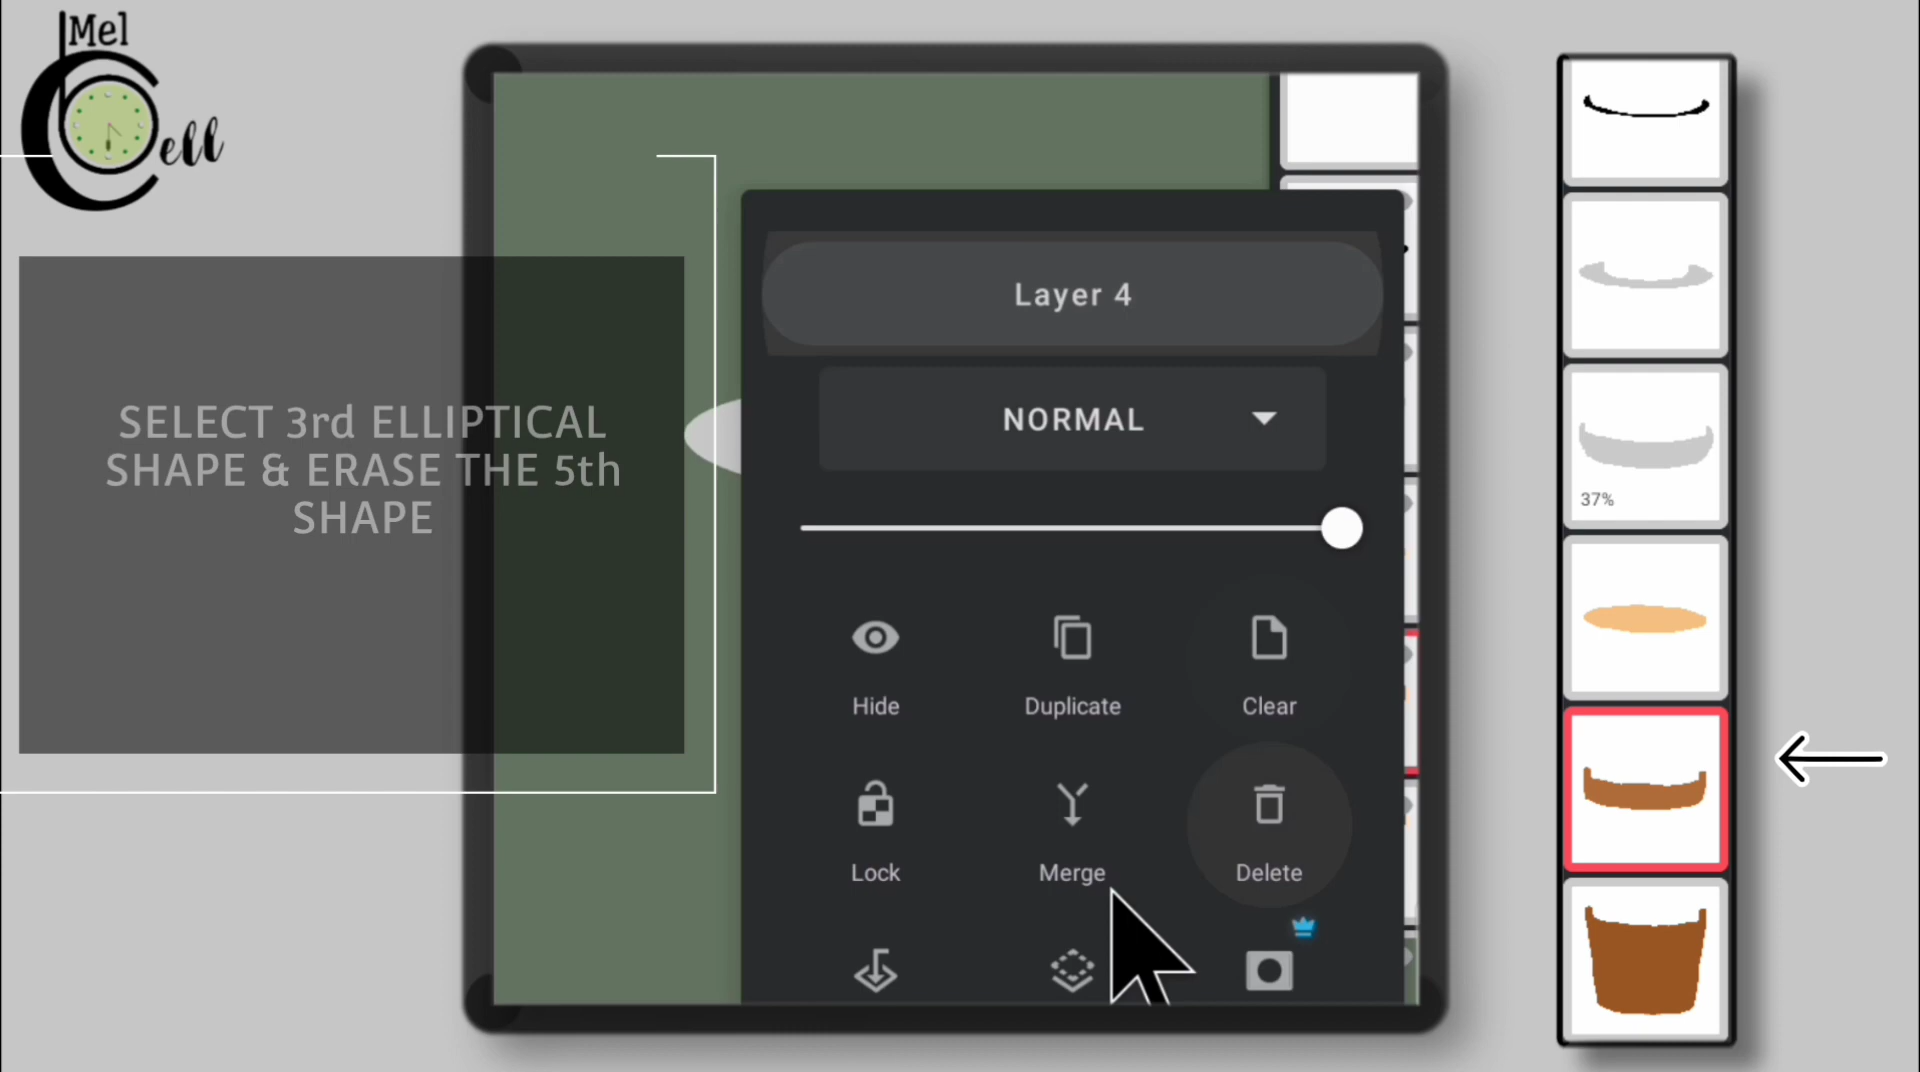 Mel
Cell
SELECT 3rd ELLIPTICAL
SHAPE & ERASE THE 5th
SHAPE
Layer 4
NORMAL
Hide
Duplicate
Clear
Lock
Merge
Delete
37%